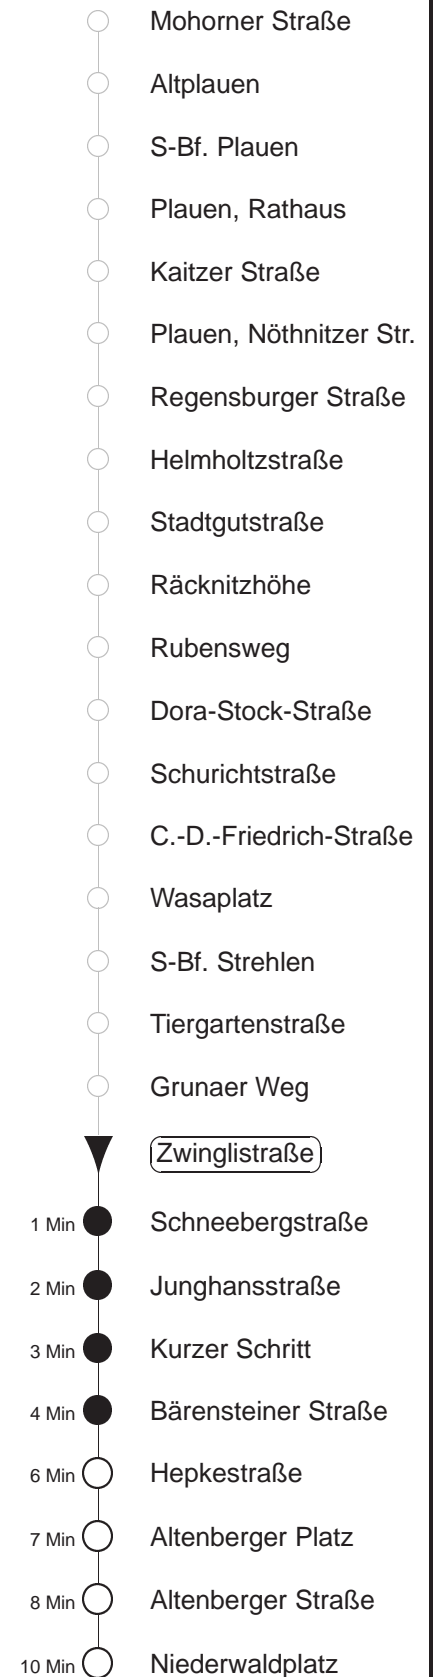 Mohorner Straße
Altplauen
S-Bf. Plauen
Plauen, Rathaus
Kaitzer Straße
Plauen, Nöthnitzer Str.
Regensburger Straße
Helmholtzstraße
Stadtgutstraße
Räcknitzhöhe
Rubensweg
Dora-Stock-Straße
Schurichtstraße
C.-D.-Friedrich-Straße
Wasaplatz
S-Bf. Strehlen
Tiergartenstraße
Grunaer Weg
Zwinglistraße
1 Min Schneebergstraße
2 Min Junghansstraße
3 Min Kurzer Schritt
4 Min Bärensteiner Straße
6 Min Hepkestraße
7 Min Altenberger Platz
8 Min Altenberger Straße
10 Min Niederwaldplatz